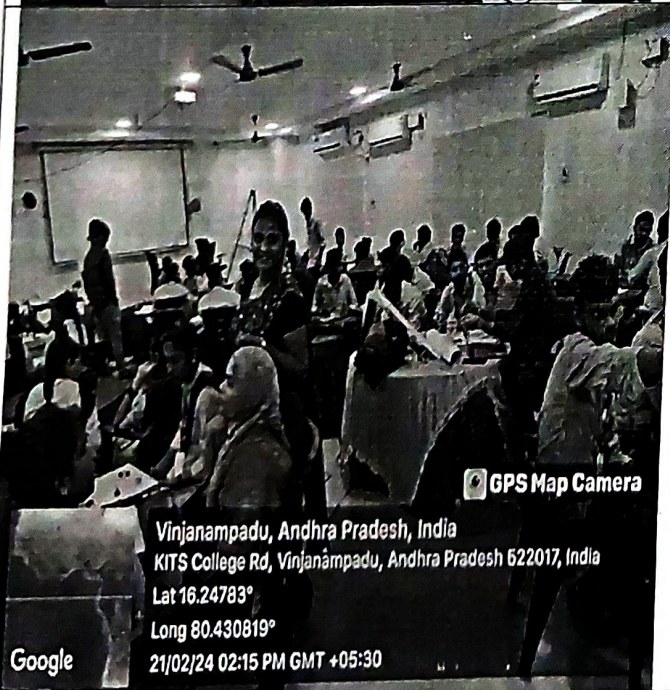 GPS Map Camera
Vinjanampadu, Andhra Pradesh, India
KITS College Rd, Vinjanampadu, Andhra Pradesh 522017, India
Lat 16.24783°
Long 80.430819°
21/02/24 02:15 PM GMT +05:30
Google